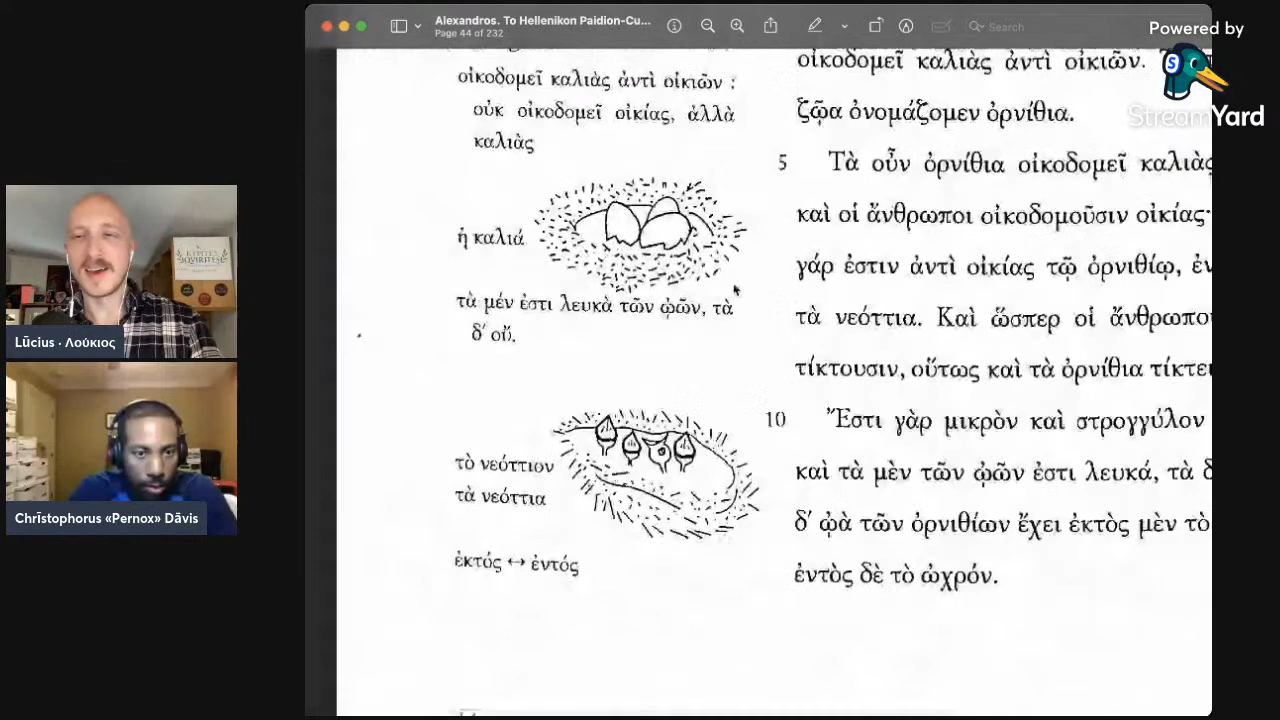 Alexandros. To Hellenikon Paidion-Cu...
Page 44 of 232
Search
Powered by
StreamYard
S
οἰκοδομεῖ καλιὰς ἀντὶ οἰκιῶν :
οὐκ οἰκοδομεῖ οἰκίας, ἀλλὰ
καλιὰς
ἡ καλιά
τὰ μέν ἐστι λευκὰ τῶν ᾠῶν, τὰ
δ' οὔ.
τὸ νεόττιον
τὰ νεόττια
ἐκτός ↔ ἐντός
οἰκοδομεῖ καλιὰς ἀντὶ οἰκιῶν.
ζῷα ὀνομάζομεν ὀρνίθια.
5 Τὰ οὖν ὀρνίθια οἰκοδομεῖ καλιὰς
καὶ οἱ ἄνθρωποι οἰκοδομοῦσιν οἰκίας·
γάρ ἐστιν ἀντὶ οἰκίας τῷ ὀρνιθίῳ, ἐν
τὰ νεόττια. Καὶ ὥσπερ οἱ ἄνθρωποι
τίκτουσιν, οὕτως καὶ τὰ ὀρνίθια τίκτει
10 Ἔστι γὰρ μικρὸν καὶ στρογγύλον
καὶ τὰ μὲν τῶν ᾠῶν ἐστι λευκά, τὰ δ
δ' ᾠὰ τῶν ὀρνιθίων ἔχει ἐκτὸς μὲν τὸ
ἐντὸς δὲ τὸ ὠχρόν.
QVIRITES
Lūcius · Λούκιος
Chrīstophorus «Pernox» Dāvis